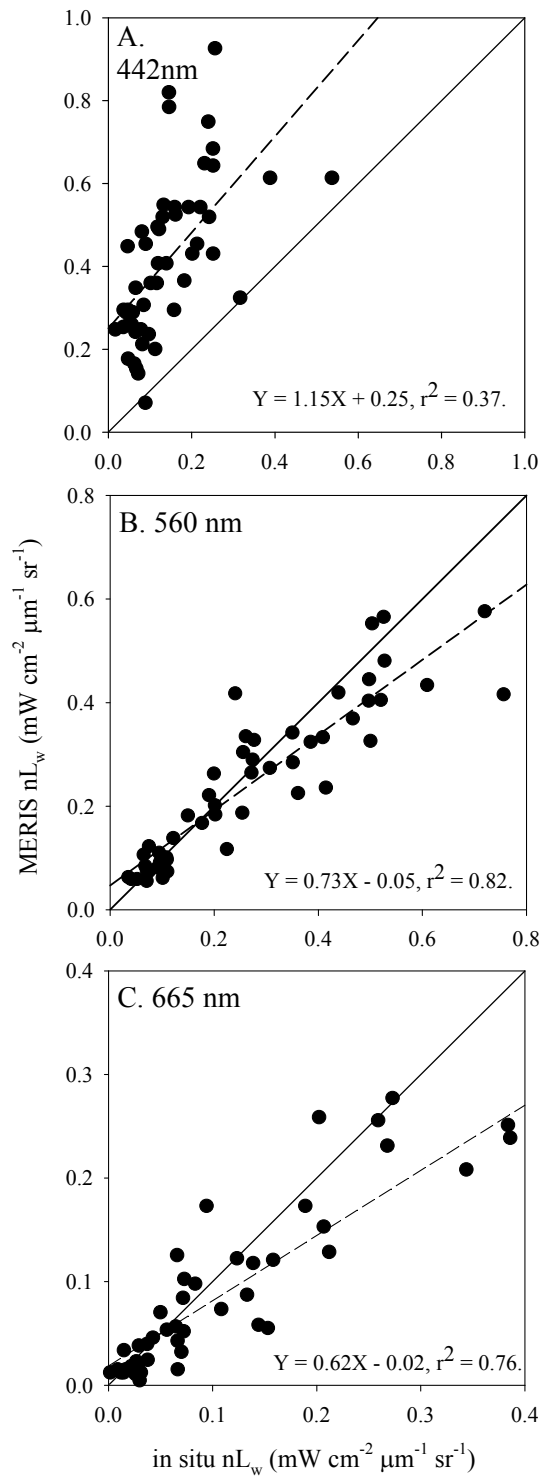 A.
442nm
1.0
0.8
0.6
0.4
0.2
0.0
Y = 1.15X + 0.25, r² = 0.37.
0.0 0.2 0.4 0.6 0.8 1.0
B. 560 nm
0.8
0.6
0.4
0.2
0.0
MERIS nLw (mW cm⁻² µm⁻¹ sr⁻¹)
Y = 0.73X - 0.05, r² = 0.82.
0.0 0.2 0.4 0.6 0.8
C. 665 nm
0.4
0.3
0.2
0.1
0.0
Y = 0.62X - 0.02, r² = 0.76.
0.0 0.1 0.2 0.3 0.4
in situ nLw (mW cm⁻² µm⁻¹ sr⁻¹)